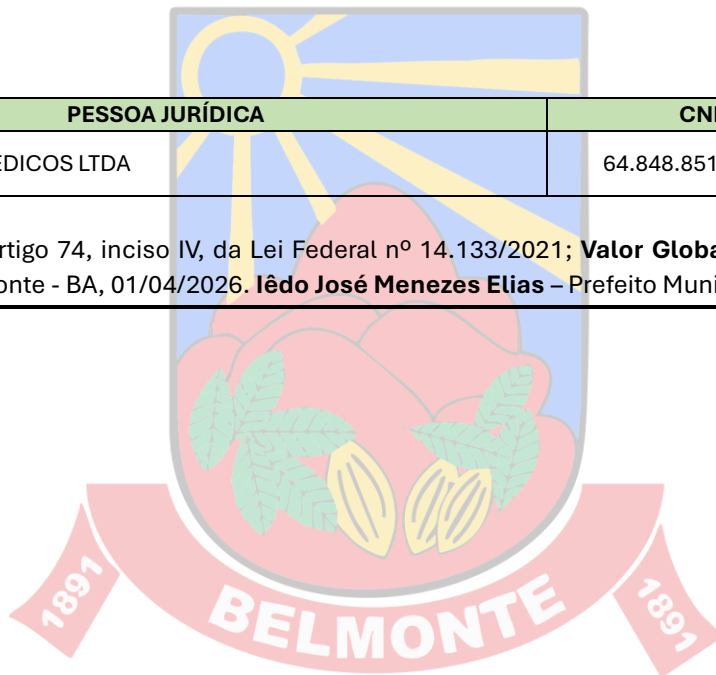 PESSOA JURÍDICA CN
EDICOS LTDA 64.848.851
rtigo 74, inciso IV, da Lei Federal nº 14.133/2021; Valor Globa
onte - BA, 01/04/2026. Iêdo José Menezes Elias – Prefeito Muni
1891 BELMONTE 1891